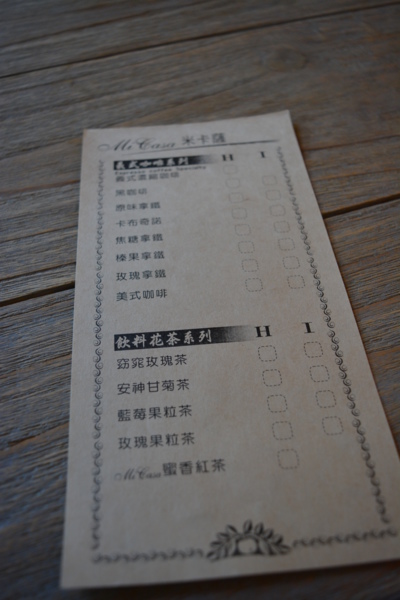 Mi Casa 米卡薩
義式咖啡系列 H I
Espresso Coffee Specialty
義式濃縮咖啡
黑咖啡
原味拿鐵
卡布奇諾
焦糖拿鐵
榛果拿鐵
玫瑰拿鐵
美式咖啡
飲料花茶系列 H I
窈窕玫瑰茶
安神甘菊茶
藍莓果粒茶
玫瑰果粒茶
Mi Casa 蜜香紅茶